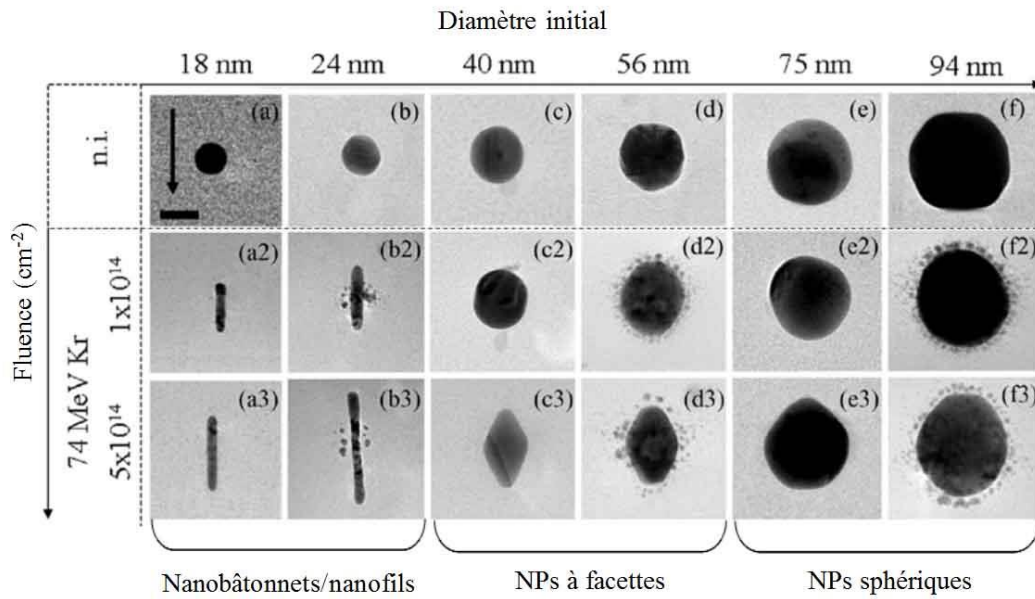 Diamètre initial
18 nm 24 nm 40 nm 56 nm 75 nm 94 nm
n.i.
(a) (b) (c) (d) (e) (f)
Fluence (cm⁻²)
74 MeV Kr
1x10¹⁴
(a2) (b2) (c2) (d2) (e2) (f2)
5x10¹⁴
(a3) (b3) (c3) (d3) (e3) (f3)
Nanobâtonnets/nanofils NPs à facettes NPs sphériques